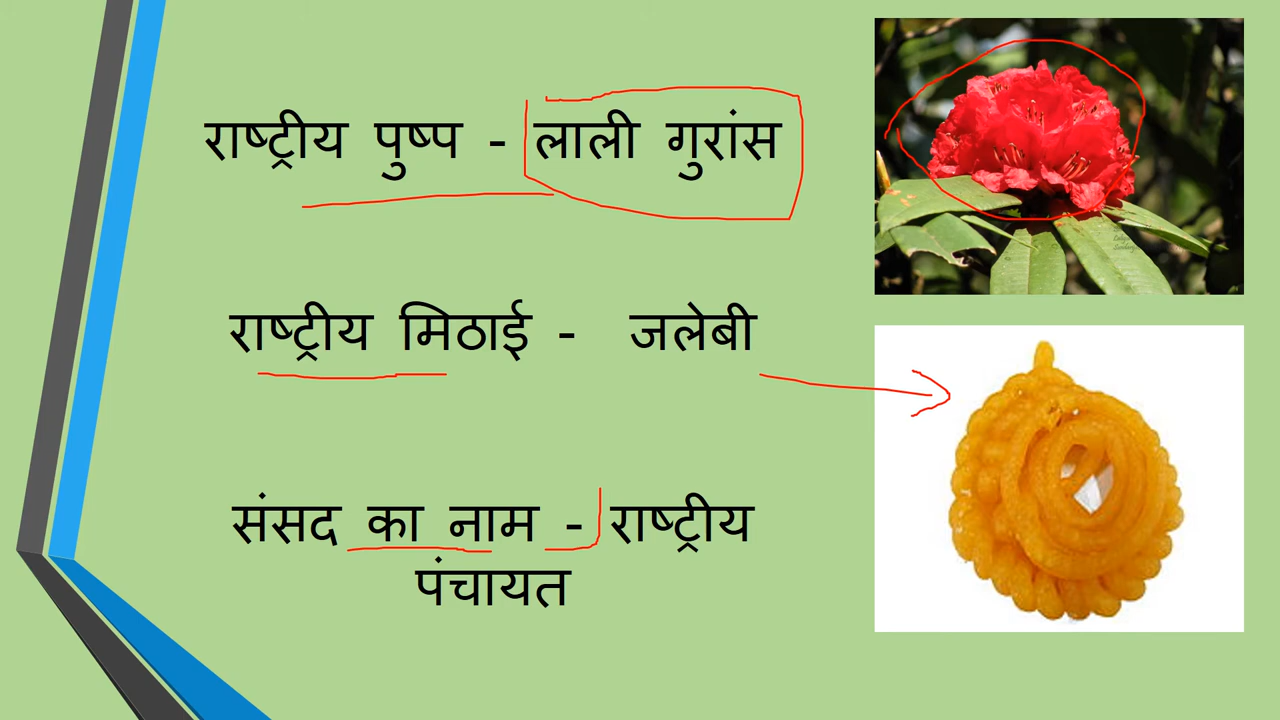 राष्ट्रीय पुष्प - लाली गुरांस
राष्ट्रीय मिठाई - जलेबी
संसद का नाम - राष्ट्रीय
पंचायत